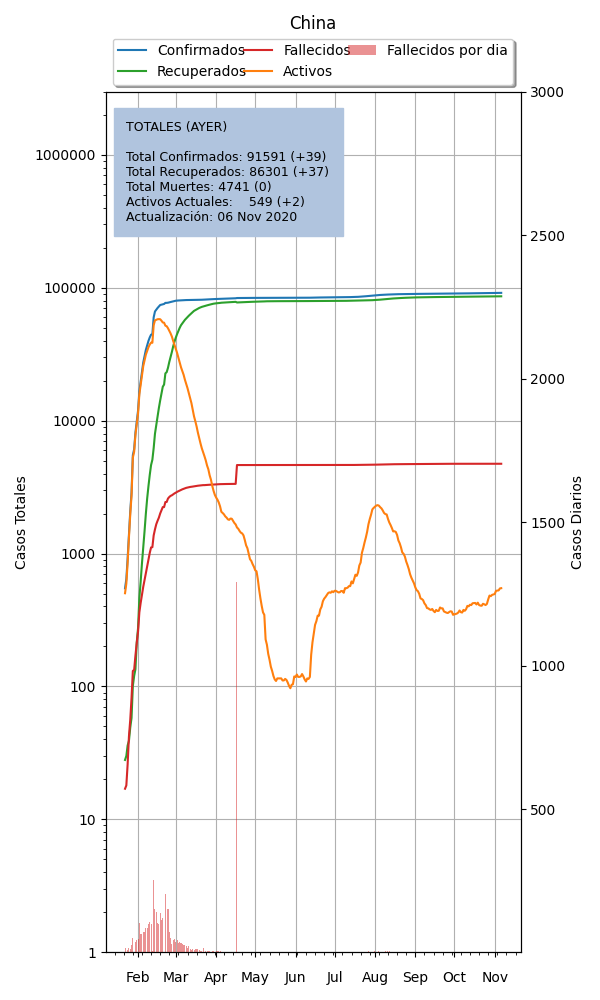 China
Confirmados
Fallecidos
Fallecidos por dia
Recuperados
Activos
3000
TOTALES (AYER)
1000000
Total Confirmados: 91591 (+39)
Total Recuperados: 86301 (+37)
Total Muertes: 4741 (0)
Activos Actuales: 549 (+2)
Actualización: 06 Nov 2020
2500
100000
2000
10000
Casos Totales
Casos Diarios
1500
1000
1000
100
500
10
1
Feb Mar Apr May Jun Jul Aug Sep Oct Nov